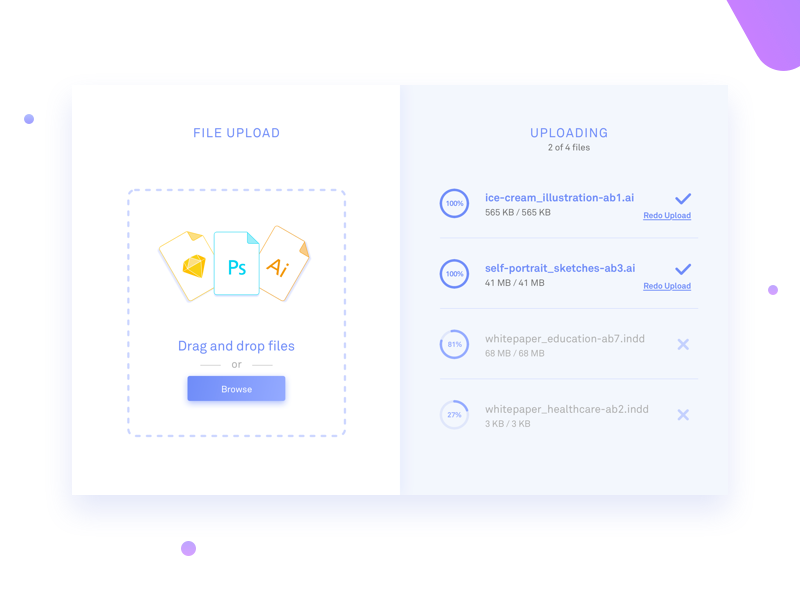 FILE UPLOAD
Ps
Ai
Drag and drop files
or
Browse
UPLOADING
2 of 4 files
100%
ice-cream_illustration-ab1.ai
565 KB / 565 KB
Redo Upload
100%
self-portrait_sketches-ab3.ai
41 MB / 41 MB
Redo Upload
81%
whitepaper_education-ab7.indd
68 MB / 68 MB
27%
whitepaper_healthcare-ab2.indd
3 KB / 3 KB